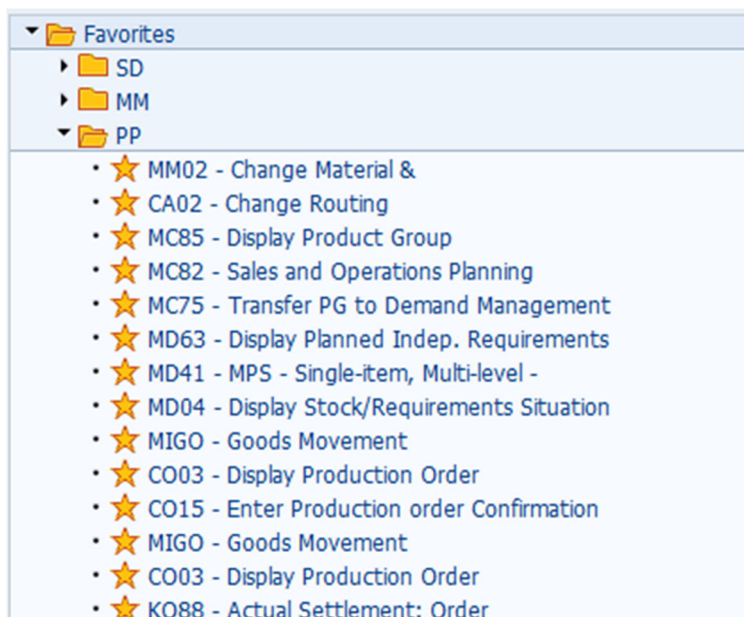 Favorites
SD
MM
PP
MM02 - Change Material &
CA02 - Change Routing
MC85 - Display Product Group
MC82 - Sales and Operations Planning
MC75 - Transfer PG to Demand Management
MD63 - Display Planned Indep. Requirements
MD41 - MPS - Single-item, Multi-level -
MD04 - Display Stock/Requirements Situation
MIGO - Goods Movement
CO03 - Display Production Order
CO15 - Enter Production order Confirmation
MIGO - Goods Movement
CO03 - Display Production Order
KO88 - Actual Settlement: Order